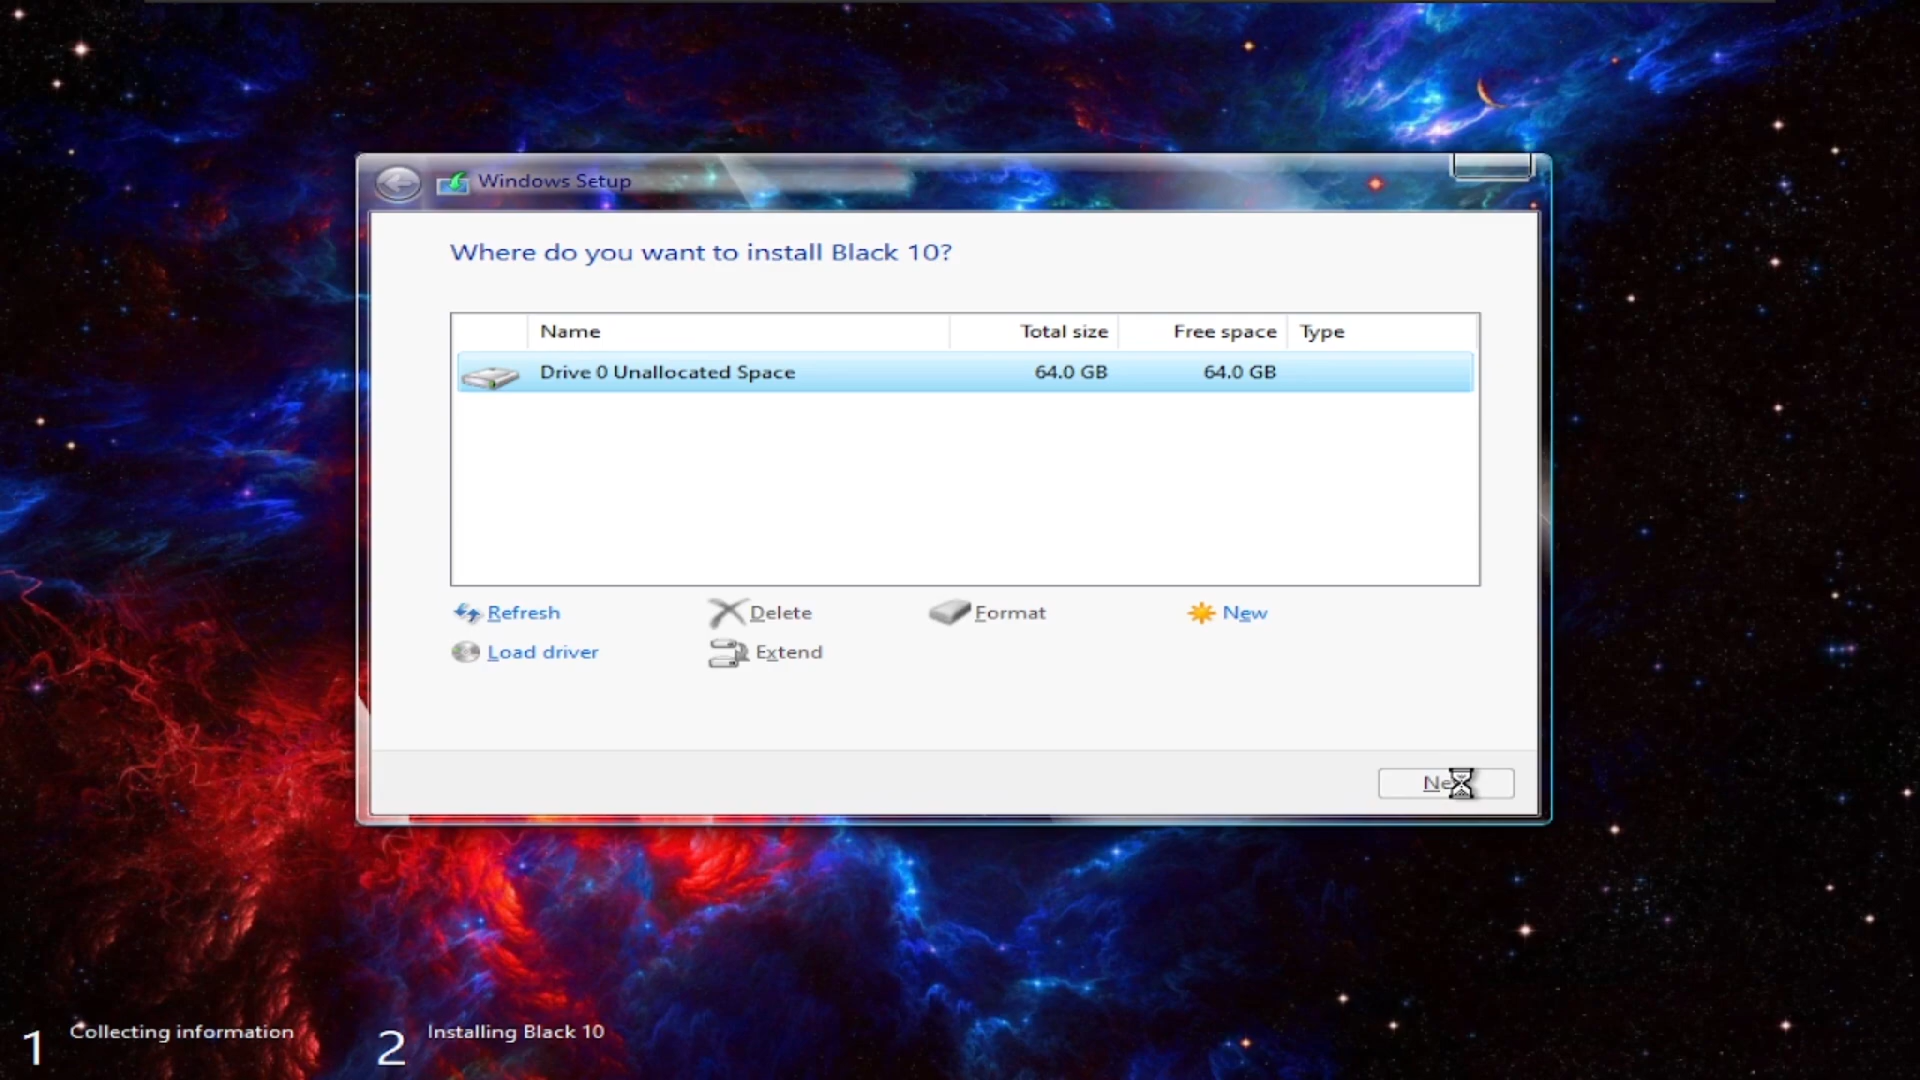 Windows Setup
Where do you want to install Black 10?
Name Total size Free space Type
Drive 0 Unallocated Space 64.0 GB 64.0 GB
Refresh Delete Format New
Load driver Extend
Ne
1 Collecting information 2 Installing Black 10